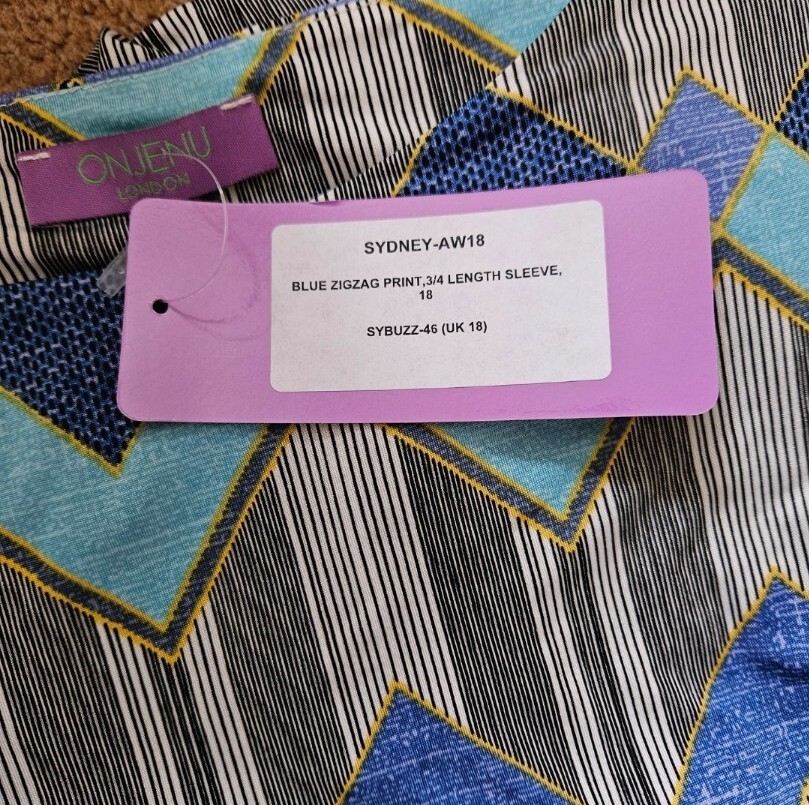 ONJENU
LONDON
SYDNEY-AW18
BLUE ZIGZAG PRINT,3/4 LENGTH SLEEVE,
18
SYBUZZ-46 (UK 18)